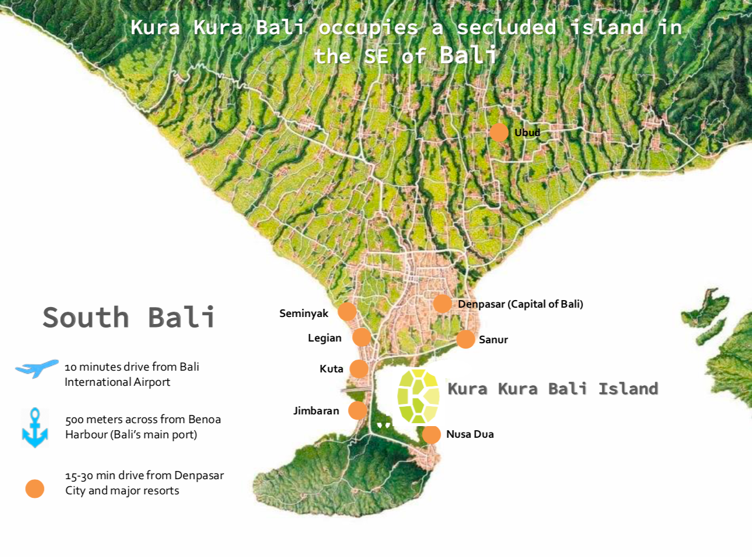 Kura Kura Bali occupies a secluded island in
the SE of Bali
Ubud
Denpasar (Capital of Bali)
Seminyak
Legian
Sanur
Kuta
Kura Kura Bali Island
Jimbaran
Nusa Dua
South Bali
10 minutes drive from Bali
International Airport
500 meters across from Benoa
Harbour (Bali's main port)
15-30 min drive from Denpasar
City and major resorts